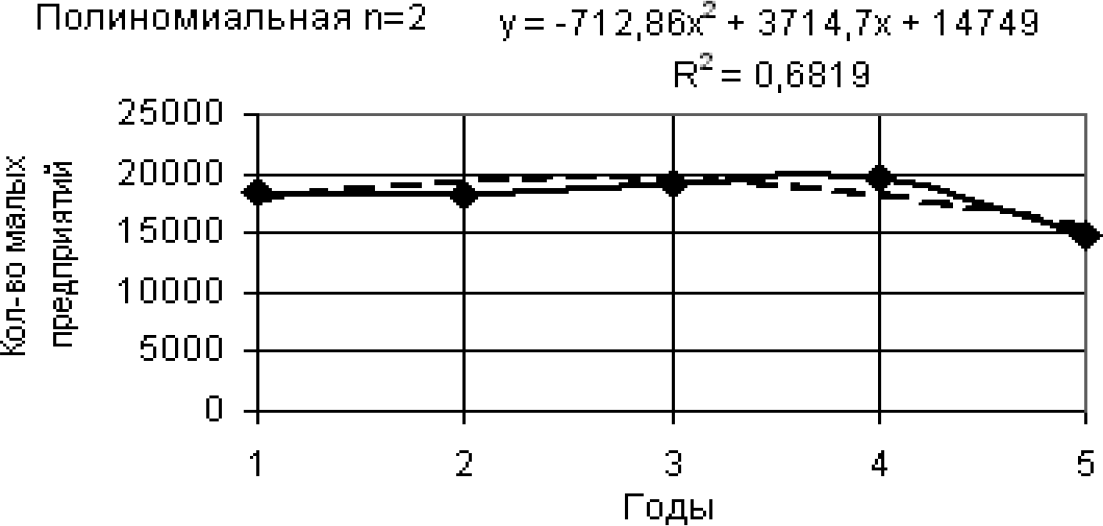 Полиномиальная n=2
y = -712,86x² + 3714,7x + 14749
R² = 0,6819
Кол-во малых
предприятий
25000
20000
15000
10000
5000
0
1 2 3 4 5
Годы